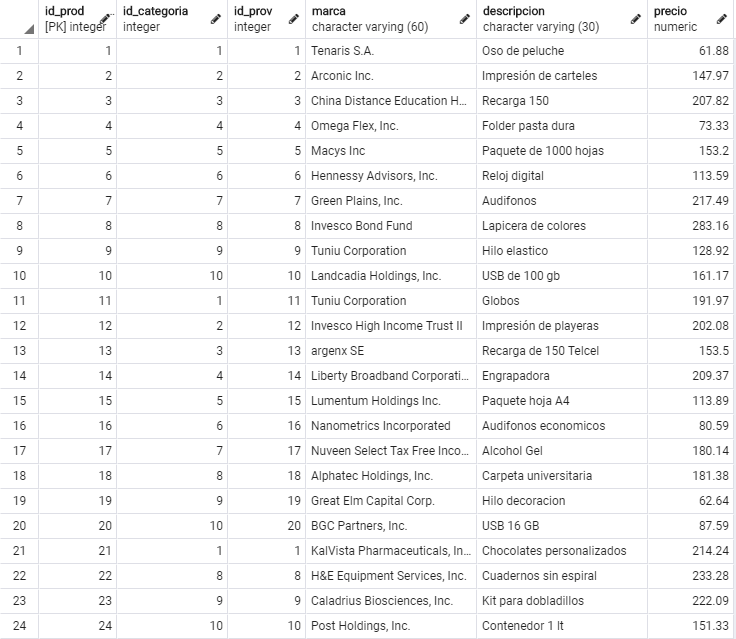 id_prod id_categoria id_prov marca descripcion precio
[PK] integer integer integer character varying (60) character varying (30) numeric
1 1 1 1 Tenaris S.A. Oso de peluche 61.88
2 2 2 2 Arconic Inc. Impresión de carteles 147.97
3 3 3 3 China Distance Education H... Recarga 150 207.82
4 4 4 4 Omega Flex, Inc. Folder pasta dura 73.33
5 5 5 5 Macys Inc Paquete de 1000 hojas 153.2
6 6 6 6 Hennessy Advisors, Inc. Reloj digital 113.59
7 7 7 7 Green Plains, Inc. Audifonos 217.49
8 8 8 8 Invesco Bond Fund Lapicera de colores 283.16
9 9 9 9 Tuniu Corporation Hilo elastico 128.92
10 10 10 10 Landcadia Holdings, Inc. USB de 100 gb 161.17
11 11 1 11 Tuniu Corporation Globos 191.97
12 12 2 12 Invesco High Income Trust II Impresión de playeras 202.08
13 13 3 13 argenx SE Recarga de 150 Telcel 153.5
14 14 4 14 Liberty Broadband Corporati... Engrapadora 209.37
15 15 5 15 Lumentum Holdings Inc. Paquete hoja A4 113.89
16 16 6 16 Nanometrics Incorporated Audifonos economicos 80.59
17 17 7 17 Nuveen Select Tax Free Inco... Alcohol Gel 180.14
18 18 8 18 Alphatec Holdings, Inc. Carpeta universitaria 181.38
19 19 9 19 Great Elm Capital Corp. Hilo decoracion 62.64
20 20 10 20 BGC Partners, Inc. USB 16 GB 87.59
21 21 1 1 KalVista Pharmaceuticals, In... Chocolates personalizados 214.24
22 22 8 8 H&E Equipment Services, Inc. Cuadernos sin espiral 233.28
23 23 9 9 Caladrius Biosciences, Inc. Kit para dobladillos 222.09
24 24 10 10 Post Holdings, Inc. Contenedor 1 lt 151.33